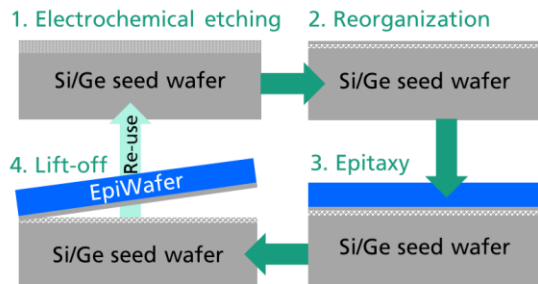 1. Electrochemical etching
Si/Ge seed wafer
2. Reorganization
Si/Ge seed wafer
3. Epitaxy
Si/Ge seed wafer
4. Lift-off
EpiWafer
Si/Ge seed wafer
Re-use